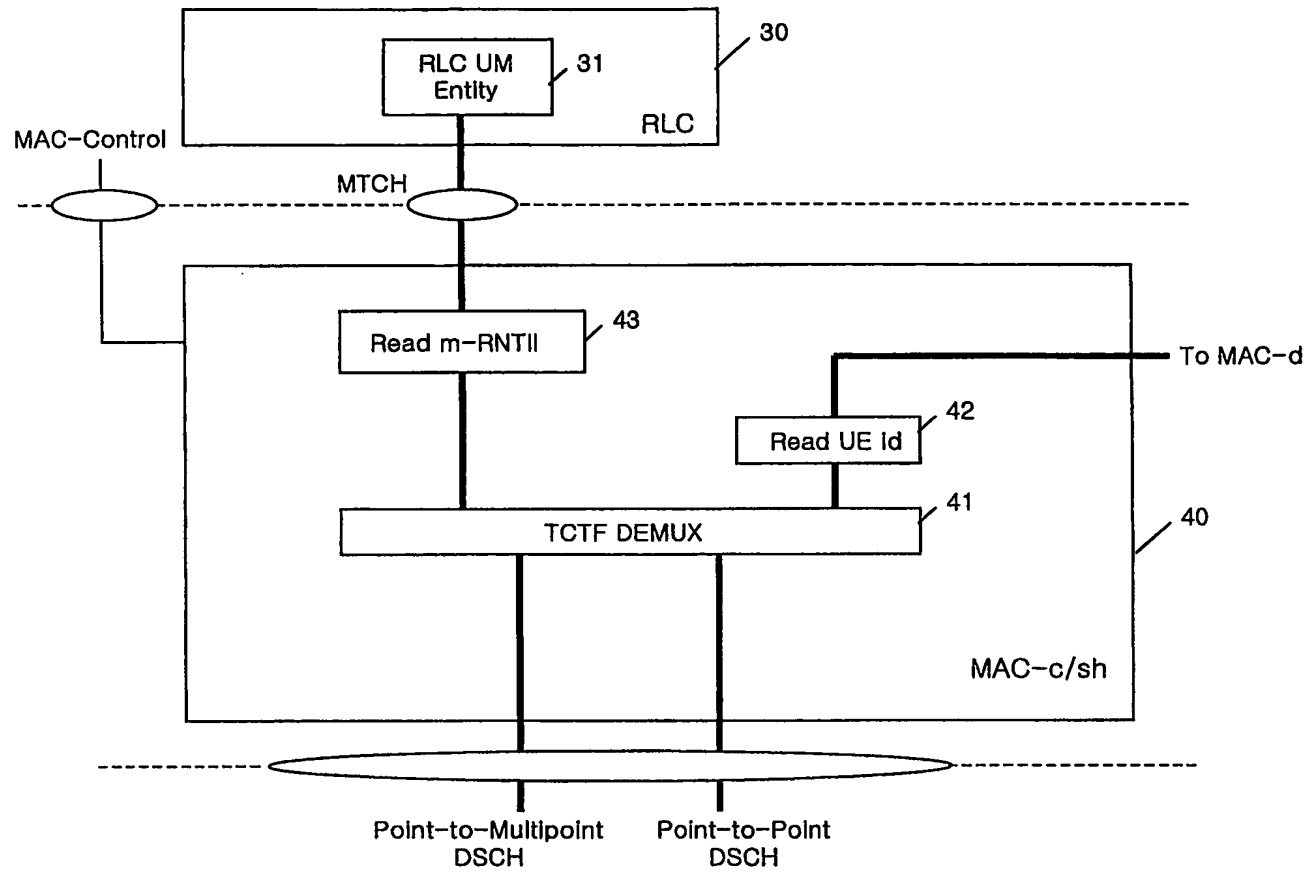 30
RLC UM
Entity
31
RLC
MAC-Control
MTCH
Read m-RNTII
43
To MAC-d
Read UE id
42
TCTF DEMUX
41
40
MAC-c/sh
Point-to-Multipoint
DSCH
Point-to-Point
DSCH